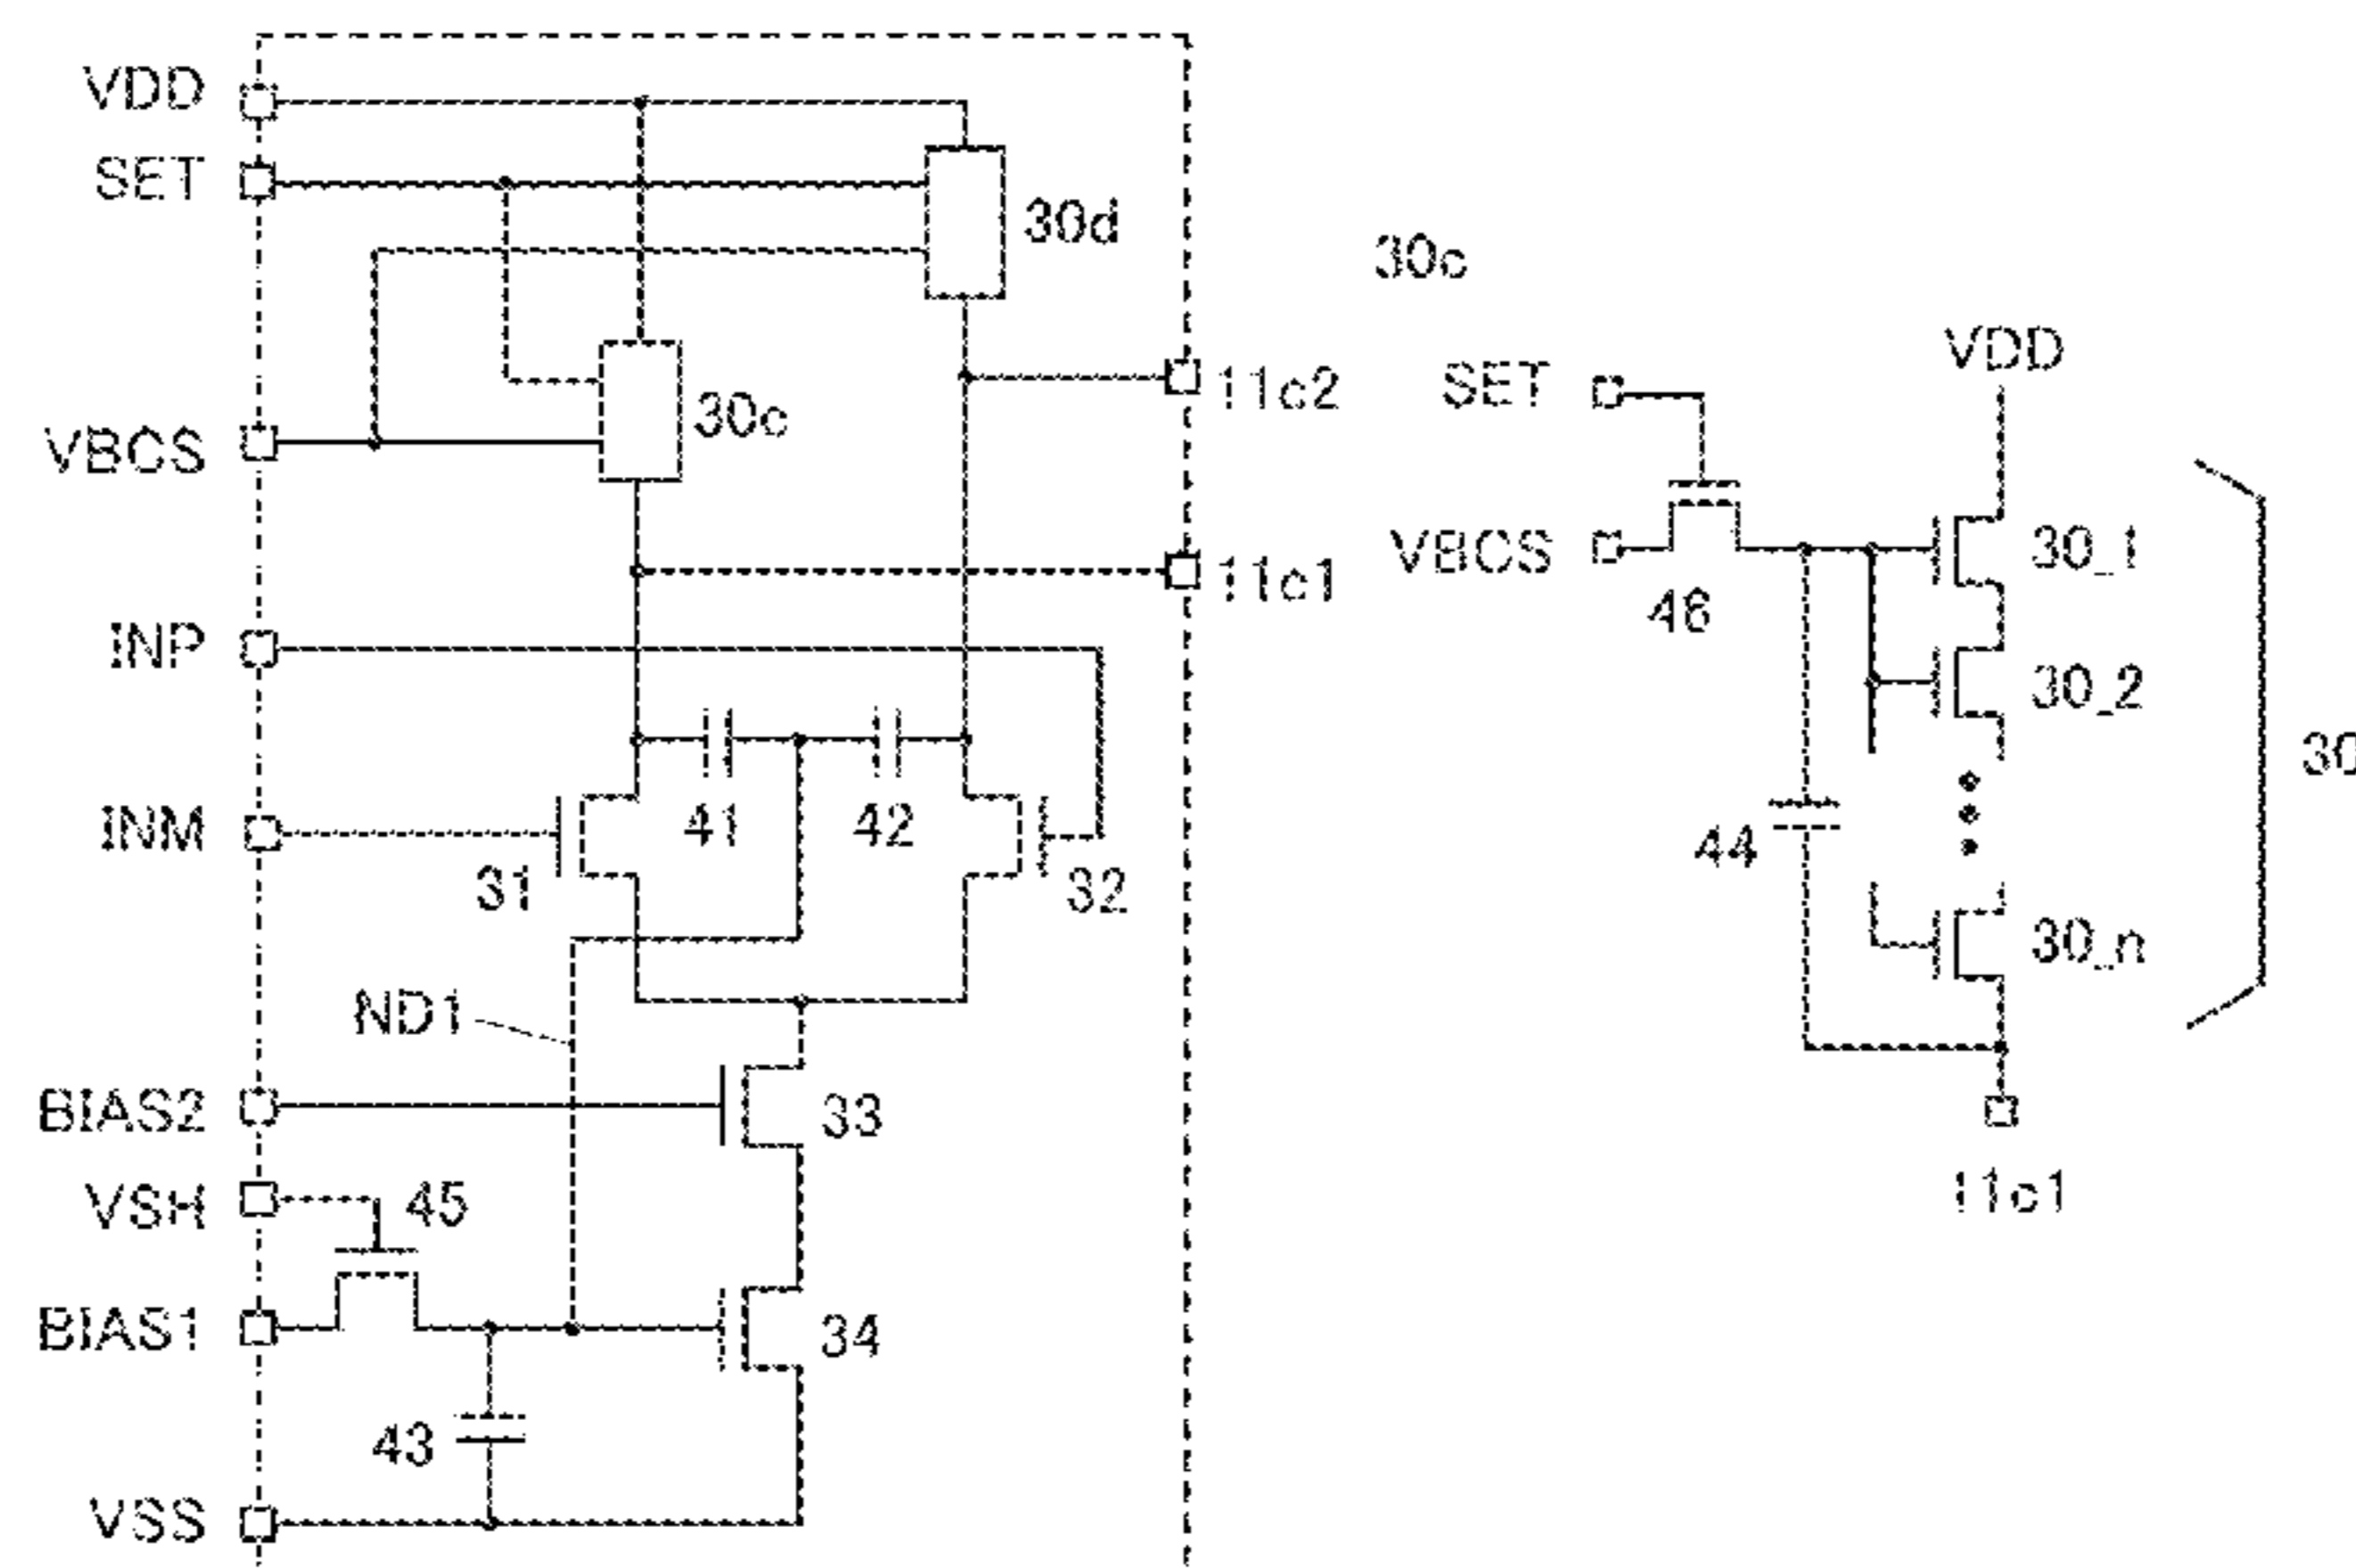 VDD
SET
30d
30c
VDD
SET
11c2
30c
VBCS
VBCS
30_1
11c1
46
INP
30_2
30
INM
41
42
44
31
32
30_n
ND1
BIAS2
33
11c1
VSH
45
BIAS1
34
43
VSS